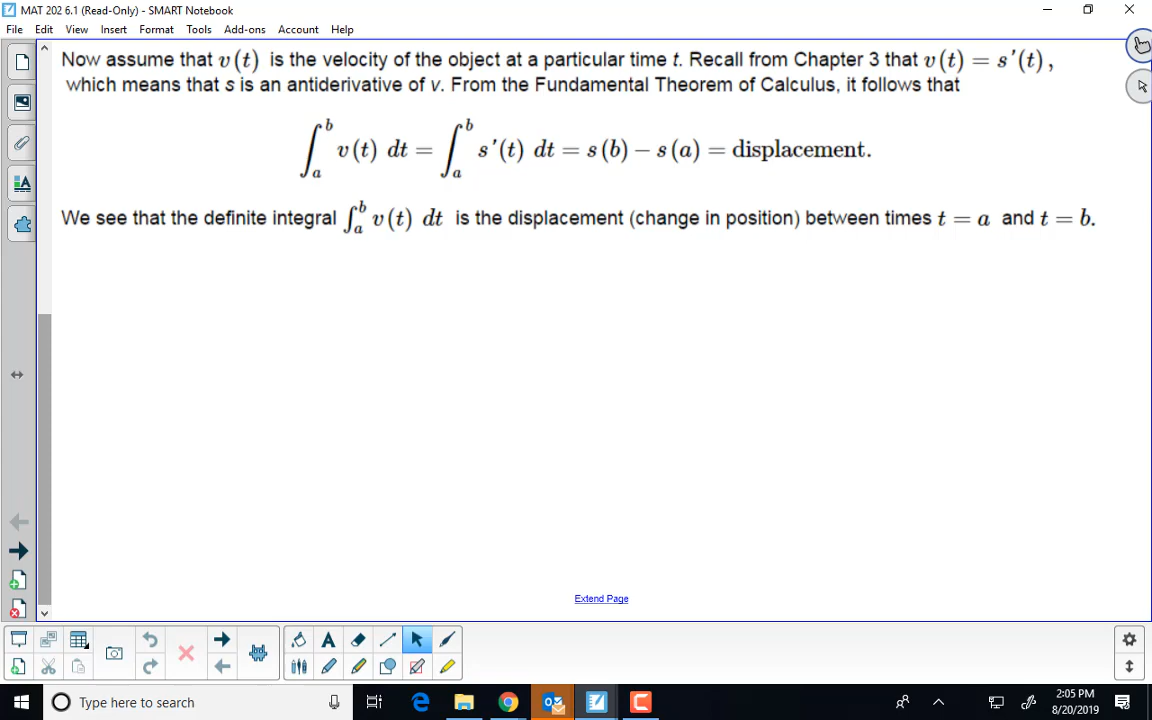 MAT 202 6.1 (Read-Only) - SMART Notebook
File Edit View Insert Format Tools Add-ons Account Help
Now assume that v(t) is the velocity of the object at a particular time t. Recall from Chapter 3 that v(t) = s'(t),
which means that s is an antiderivative of v. From the Fundamental Theorem of Calculus, it follows that
∫_a^b v(t) dt = ∫_a^b s'(t) dt = s(b) − s(a) = displacement.
We see that the definite integral ∫_a^b v(t) dt is the displacement (change in position) between times t = a and t = b.
Extend Page
Type here to search
2:05 PM
8/20/2019